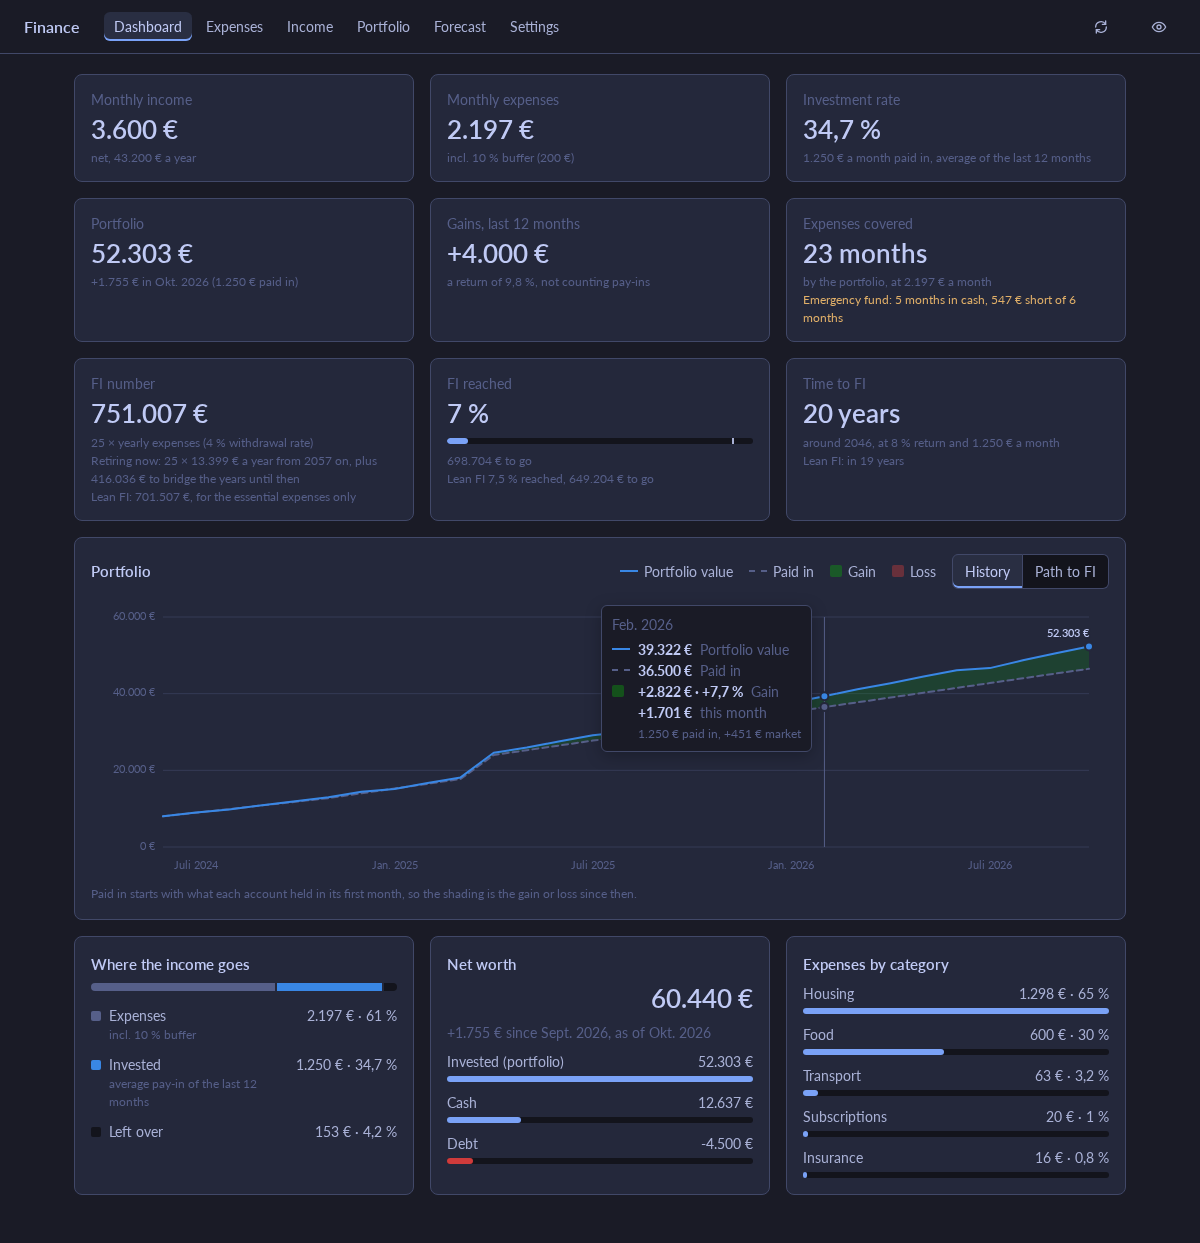 Finance Dashboard Expenses Income Portfolio Forecast Settings
Monthly income
3.600 €
net, 43.200 € a year
Monthly expenses
2.197 €
incl. 10 % buffer (200 €)
Investment rate
34,7 %
1.250 € a month paid in, average of the last 12 months
Portfolio
52.303 €
+1.755 € in Okt. 2026 (1.250 € paid in)
Gains, last 12 months
+4.000 €
a return of 9,8 %, not counting pay-ins
Expenses covered
23 months
by the portfolio, at 2.197 € a month
Emergency fund: 5 months in cash, 547 € short of 6
months
FI number
751.007 €
25 × yearly expenses (4 % withdrawal rate)
Retiring now: 25 × 13.399 € a year from 2057 on, plus
416.036 € to bridge the years until then
Lean FI: 701.507 €, for the essential expenses only
FI reached
7 %
698.704 € to go
Lean FI 7,5 % reached, 649.204 € to go
Time to FI
20 years
around 2046, at 8 % return and 1.250 € a month
Lean FI: in 19 years
Portfolio
Portfolio value Paid in Gain Loss History Path to FI
60.000 €
40.000 €
20.000 €
0 €
52.303 €
Feb. 2026
39.322 € Portfolio value
36.500 € Paid in
+2.822 € · +7,7 % Gain
+1.701 € this month
1.250 € paid in, +451 € market
Juli 2024 Jan. 2025 Juli 2025 Jan. 2026 Juli 2026
Paid in starts with what each account held in its first month, so the shading is the gain or loss since then.
Where the income goes
Expenses 2.197 € · 61 %
incl. 10 % buffer
Invested 1.250 € · 34,7 %
average pay-in of the last 12
months
Left over 153 € · 4,2 %
Net worth
60.440 €
+1.755 € since Sept. 2026, as of Okt. 2026
Invested (portfolio) 52.303 €
Cash 12.637 €
Debt -4.500 €
Expenses by category
Housing 1.298 € · 65 %
Food 600 € · 30 %
Transport 63 € · 3,2 %
Subscriptions 20 € · 1 %
Insurance 16 € · 0,8 %